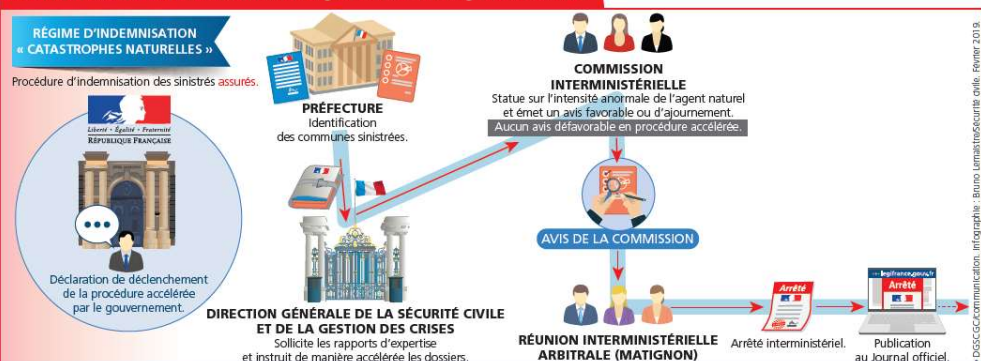 RÉGIME D'INDEMNISATION
« CATASTROPHES NATURELLES »
Procédure d'indemnisation des sinistrés assurés.
Liberté • Égalité • Fraternité
RÉPUBLIQUE FRANÇAISE
Déclaration de déclenchement
de la procédure accélérée
par le gouvernement.
PRÉFECTURE
Identification
des communes sinistrées.
DIRECTION GÉNÉRALE DE LA SÉCURITÉ CIVILE
ET DE LA GESTION DES CRISES
Sollicite les rapports d'expertise
et instruit de manière accélérée les dossiers.
COMMISSION
INTERMINISTÉRIELLE
Statue sur l'intensité anormale de l'agent naturel
et émet un avis favorable ou d'ajournement.
Aucun avis défavorable en procédure accélérée.
AVIS DE LA COMMISSION
RÉUNION INTERMINISTÉRIELLE
ARBITRALE (MATIGNON)
Arrêté
Arrêté interministériel.
legifrance.gouv.fr
Arrêté
Publication
au Journal officiel.
DGSCGC/communication. Infographie : Bruno Lemaistre/Sécurité civile. Février 2019.